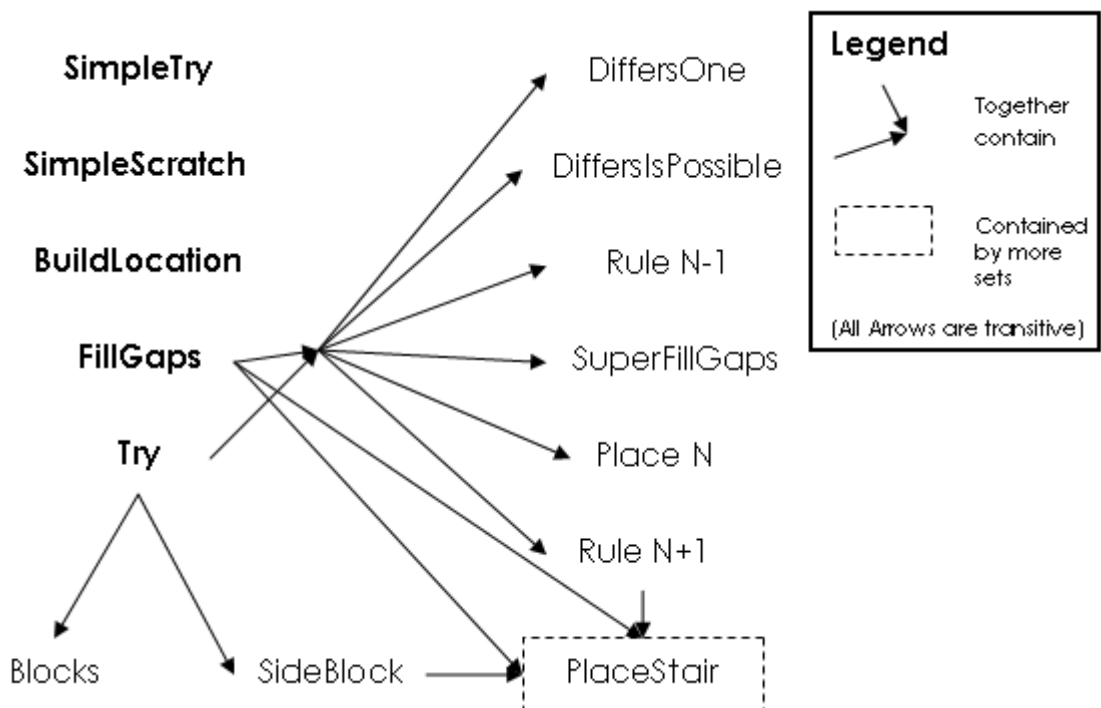 SimpleTry
SimpleScratch
BuildLocation
FillGaps
Try
Blocks
SideBlock
PlaceStair
DiffersOne
DiffersIsPossible
Rule N-1
SuperFillGaps
Place N
Rule N+1
Legend
Together
contain
Contained
by more
sets
(All Arrows are transitive)